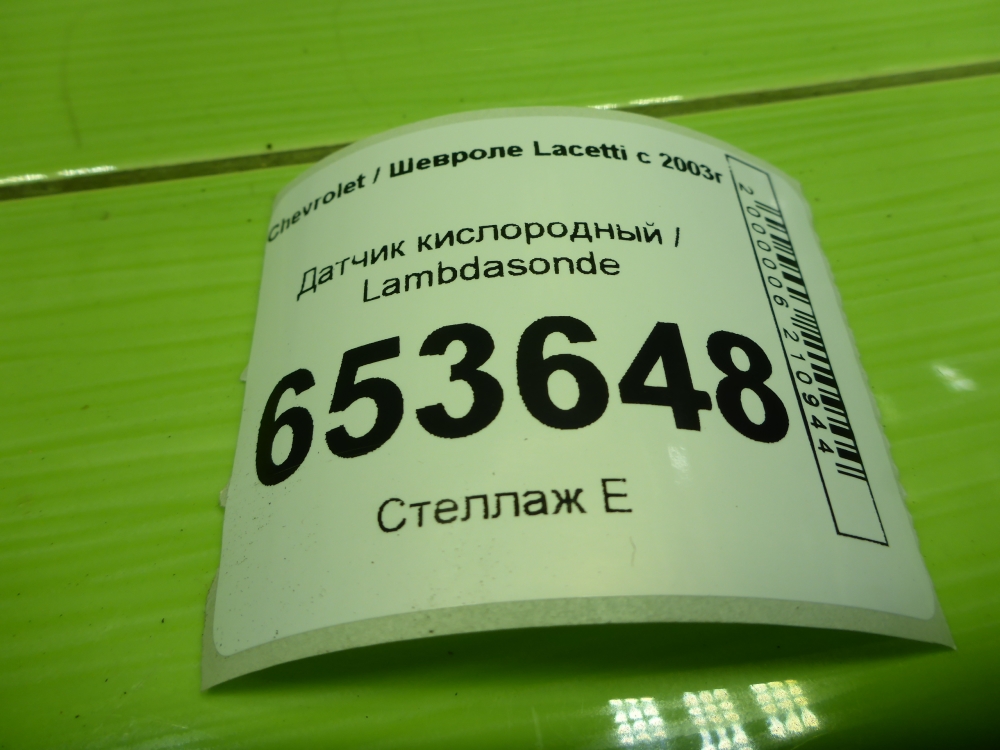 Chevrolet / Шевроле Lacetti с 2003г
Датчик кислородный /
Lambdasonde
653648
Стеллаж E
2000006210944